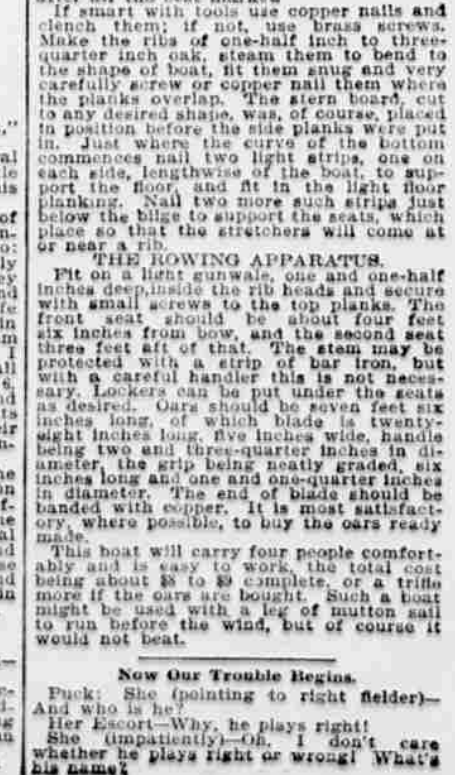 If smart with tools use copper nails and
clench them; if not, use brass screws.
Make the ribs of one-half inch to three-
quarter inch oak, steam them to bend to
the shape of boat, fit them snug and very
carefully screw or copper nail them where
the planks overlap. The stern board, cut
to any desired shape, was, of course, placed
in position before the side planks were put
in. Just where the curve of the bottom
commences nail two light strips, one on
each side, lengthwise of the boat, to sup-
port the floor, and fit in the light floor
planking. Nail two more such strips just
below the bilge to support the seats, which
place so that the stretchers will come at
or near a rib.
THE ROWING APPARATUS.
Fit on a light gunwale, one and one-half
inches deep, inside the rib heads and secure
with small screws to the top planks. The
front seat should be about four feet
six inches from bow, and the second seat
three feet aft of that. The stem may be
protected with a strip of bar iron, but
with a careful handler this is not neces-
sary. Lockers can be put under the seats
as desired. Oars should be seven feet six
inches long, of which blade is twenty-
eight inches long, five inches wide, handle
being two and three-quarter inches in di-
ameter, the grip being neatly graded, six
inches long and one and one-quarter inches
in diameter. The end of blade should be
banded with copper. It is most satisfact-
ory, where possible, to buy the oars ready
made.
This boat will carry four people comfort-
ably and is easy to work, the total cost
being about $8 to $9 complete, or a trifle
more if the oars are bought. Such a boat
might be used with a leg of mutton sail
to run before the wind, but of course it
would not beat.
Now Our Trouble Begins.
Puck: She (pointing to right fielder)—
And who is he?
Her Escort—Why, he plays right!
She (impatiently)—Oh, I don't care
whether he plays right or wrong! What's
his name?